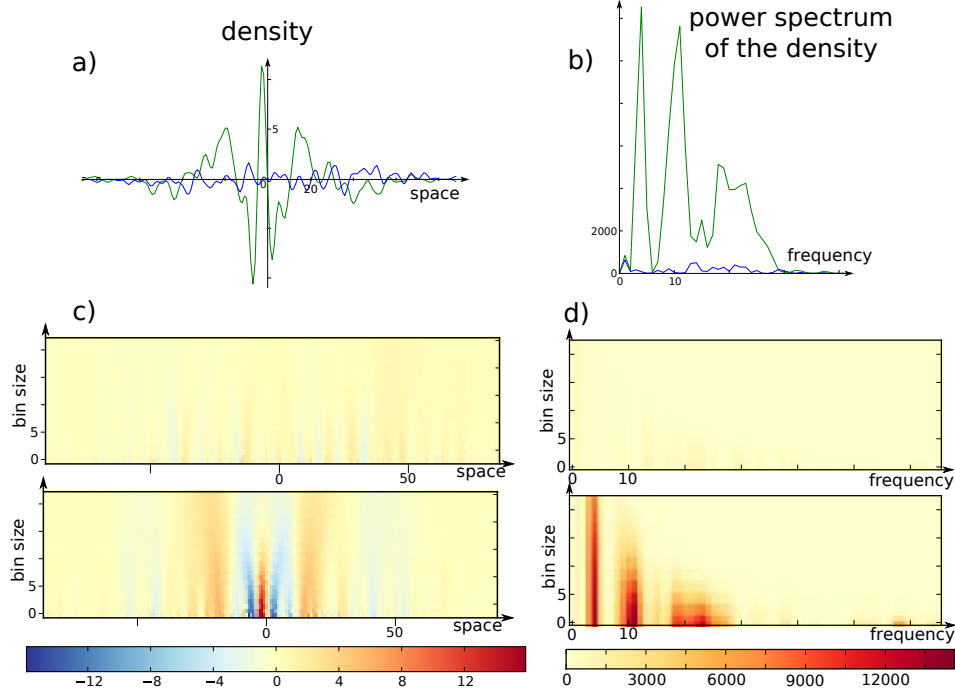 density
a)
5
0
20
space
power spectrum
of the density
b)
2000
0
0
10
frequency
c)
bin size
5
0
0
50
space
bin size
5
0
0
50
space
−12
−8
−4
0
4
8
12
d)
bin size
5
0
0
10
frequency
bin size
5
0
0
10
frequency
0
3000
6000
9000
12000